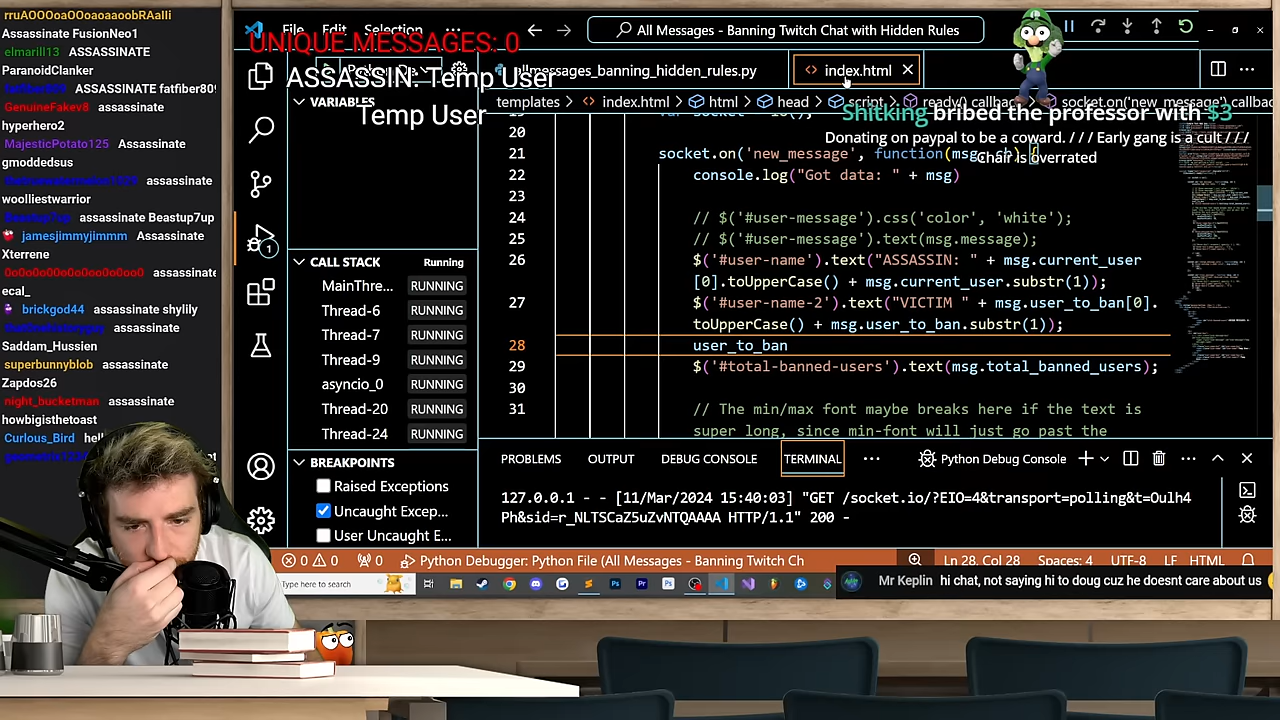 rruAOOOoaOOoaoaaoobRAalli
Assassinate FusionNeo1
elmarill13 ASSASSINATE
ParanoidClanker
ASSASSINATE fatfiber80
GenuineFakev8 assassinate
hyperhero2
MajesticPotato125 Assassinate
gmoddedsus
assassinate
woolliestwarrior
Beastup7up assassinate Beastup7up
jamesjimmyjimmm Assassinate
Xterrene
assassinate
ecal_
brickgod44 assassinate shylily
assassinate
Saddam_Hussien
superbunnyblob assassinate
Zapdos26
night_bucketman assassinate
howbigisthetoast
Curlous_Bird hell
File Edit Selection ...
All Messages - Banning Twitch Chat with Hidden Rules
UNIQUE MESSAGES: 0
ASSASSIN: Temp User
Temp User
llmessages_banning_hidden_rules.py
index.html
VARIABLES
templates > index.html > html > head > script > ready() callback > socket.on('new_message') callbac
Shitking bribed the professor with $3
Donating on paypal to be a coward. / / / Early gang is a cult / / /
Chair is overrated
20
21 socket.on('new_message', function(msg
22 console.log("Got data: " + msg)
23
24 // $('#user-message').css('color', 'white');
25 // $('#user-message').text(msg.message);
26 $('#user-name').text("ASSASSIN: " + msg.current_user
[0].toUpperCase() + msg.current_user.substr(1));
27 $('#user-name-2').text("VICTIM " + msg.user_to_ban[0].
toUpperCase() + msg.user_to_ban.substr(1));
28 user_to_ban
29 $('#total-banned-users').text(msg.total_banned_users);
30
31 // The min/max font maybe breaks here if the text is
super long, since min-font will just go past the
CALL STACK Running
MainThre... RUNNING
Thread-6 RUNNING
Thread-7 RUNNING
Thread-9 RUNNING
asyncio_0 RUNNING
Thread-20 RUNNING
Thread-24 RUNNING
BREAKPOINTS
Raised Exceptions
Uncaught Excep...
User Uncaught E...
1
PROBLEMS OUTPUT DEBUG CONSOLE TERMINAL ... Python Debug Console
127.0.0.1 - - [11/Mar/2024 15:40:03] "GET /socket.io/?EIO=4&transport=polling&t=Oulh4
Ph&sid=r_NLTSCaZ5uZvNTQAAAA HTTP/1.1" 200 -
0 0 0 Python Debugger: Python File (All Messages - Banning Twitch Ch Ln 28, Col 28 Spaces: 4 UTF-8 LF HTML
Type here to search
Mr Keplin hi chat, not saying hi to doug cuz he doesnt care about us